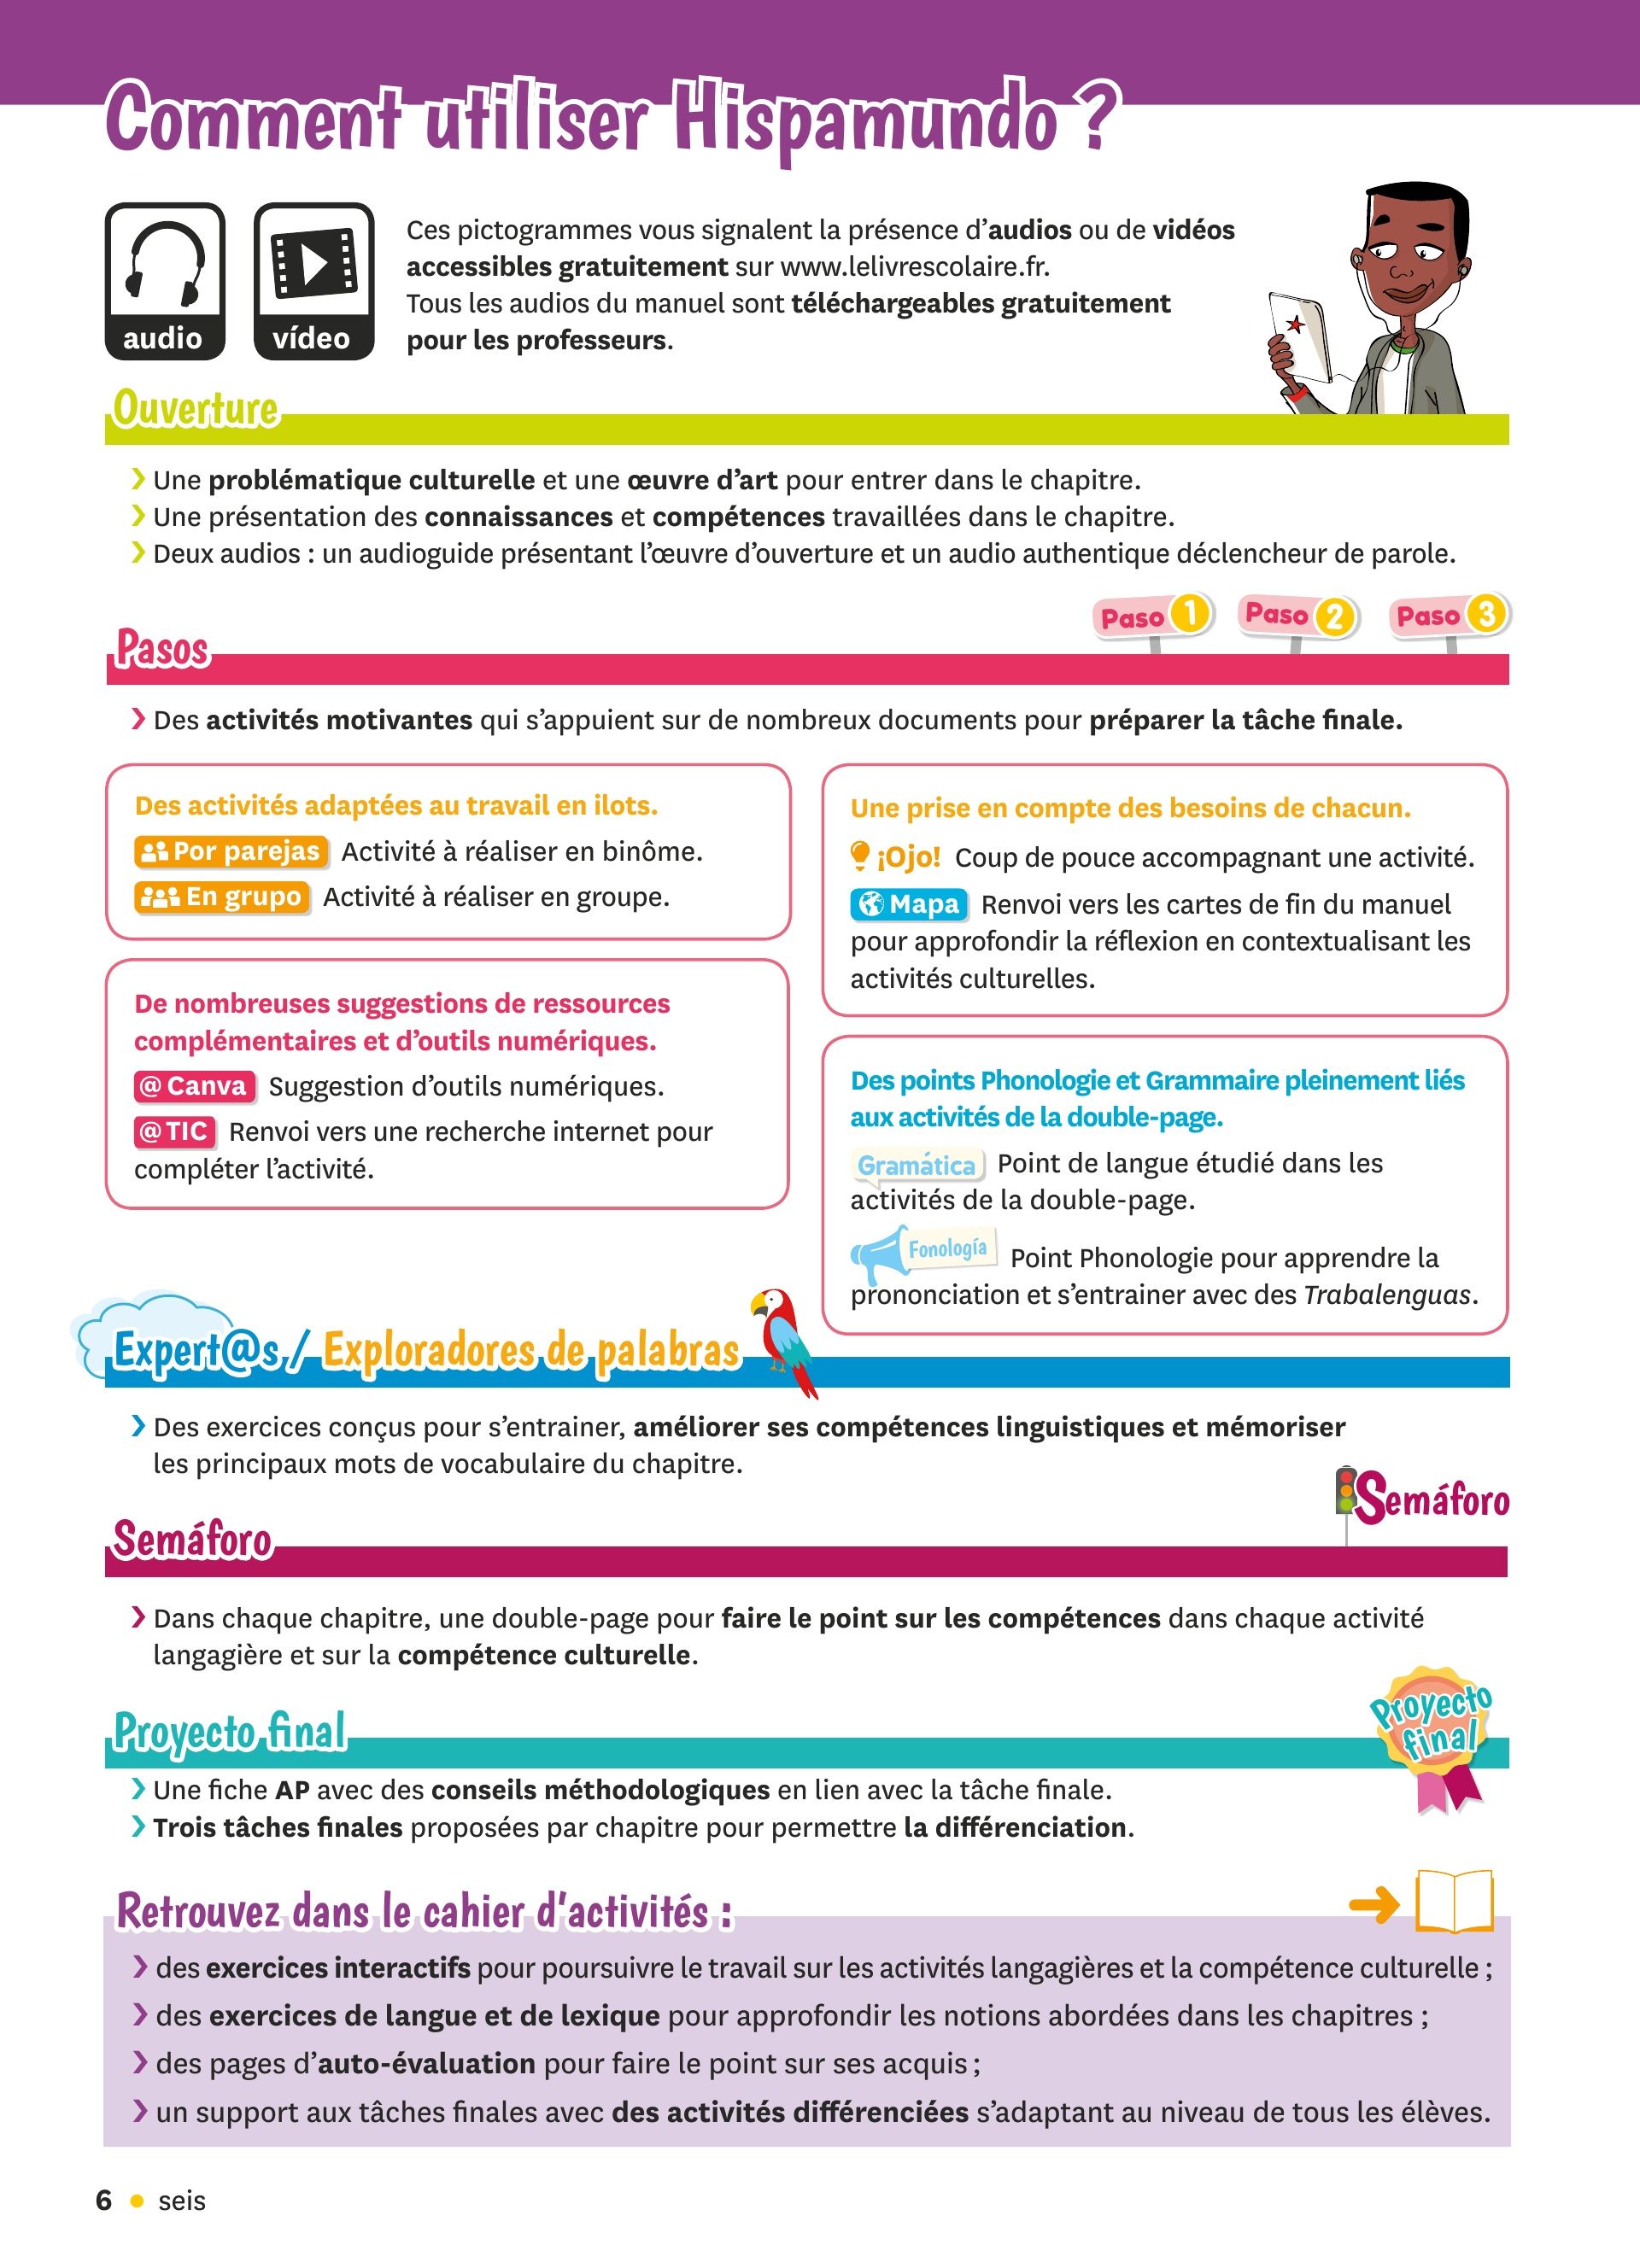 Comment utiliser Hispamundo ?
audio
vídeo
Ces pictogrammes vous signalent la présence d’audios ou de vidéos
accessibles gratuitement sur www.lelivrescolaire.fr.
Tous les audios du manuel sont téléchargeables gratuitement
pour les professeurs.
Ouverture
Une problématique culturelle et une œuvre d’art pour entrer dans le chapitre.
Une présentation des connaissances et compétences travaillées dans le chapitre.
Deux audios : un audioguide présentant l’œuvre d’ouverture et un audio authentique déclencheur de parole.
Paso 1 Paso 2 Paso 3
Pasos
Des activités motivantes qui s’appuient sur de nombreux documents pour préparer la tâche finale.
Des activités adaptées au travail en ilots.
Por parejas Activité à réaliser en binôme.
En grupo Activité à réaliser en groupe.
De nombreuses suggestions de ressources
complémentaires et d’outils numériques.
@ Canva Suggestion d’outils numériques.
@ TIC Renvoi vers une recherche internet pour
compléter l’activité.
Une prise en compte des besoins de chacun.
¡Ojo! Coup de pouce accompagnant une activité.
Mapa Renvoi vers les cartes de fin du manuel
pour approfondir la réflexion en contextualisant les
activités culturelles.
Des points Phonologie et Grammaire pleinement liés
aux activités de la double-page.
Gramática Point de langue étudié dans les
activités de la double-page.
Fonología Point Phonologie pour apprendre la
prononciation et s’entrainer avec des Trabalenguas.
Expert@s / Exploradores de palabras
Des exercices conçus pour s’entrainer, améliorer ses compétences linguistiques et mémoriser
les principaux mots de vocabulaire du chapitre.
Semáforo
Semáforo
Dans chaque chapitre, une double-page pour faire le point sur les compétences dans chaque activité
langagière et sur la compétence culturelle.
Proyecto final
Proyecto
final
Une fiche AP avec des conseils méthodologiques en lien avec la tâche finale.
Trois tâches finales proposées par chapitre pour permettre la différenciation.
Retrouvez dans le cahier d’activités :
des exercices interactifs pour poursuivre le travail sur les activités langagières et la compétence culturelle ;
des exercices de langue et de lexique pour approfondir les notions abordées dans les chapitres ;
des pages d’auto-évaluation pour faire le point sur ses acquis ;
un support aux tâches finales avec des activités différenciées s’adaptant au niveau de tous les élèves.
6 • seis